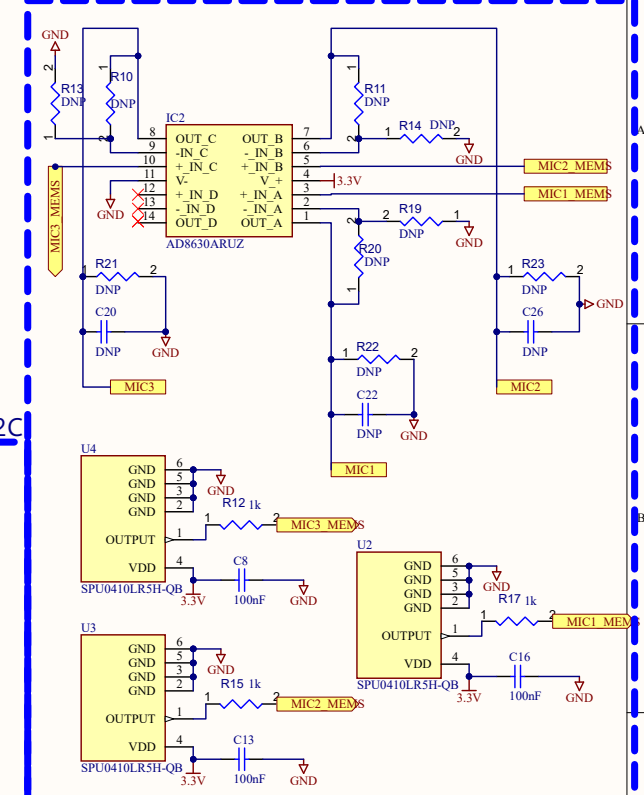 GND
R13
DNP
2
1
R10
DNP
1
2
IC2
8 OUT_C OUT_B 7
9 -IN_C -_IN_B 6
10 +_IN_C +_IN_B 5
11 V- V_+ 4
12 +_IN_D +_IN_A 3
13 -_IN_D -_IN_A 2
14 OUT_D OUT_A 1
AD8630ARUZ
GND
MIC3_MEMS
R11
DNP
1
2
1 R14 DNP 2
GND
MIC2_MEMS
3.3V
MIC1_MEMS
2 R19 1
DNP
GND
R20
DNP
2
1
1 R21 2
DNP
C20
DNP
GND
MIC3
1 R22 2
DNP
C22
DNP
GND
MIC1
1 R23 2
DNP
GND
C26
DNP
MIC2
2C
A
B
U4
GND 6
GND 5
GND 3
GND 2
OUTPUT 1
VDD 4
SPU0410LR5H-QB
GND
R12 1k
1 2
MIC3_MEMS
C8
100nF
3.3V
GND
U2
GND 6
GND 5
GND 3
GND 2
OUTPUT 1
VDD 4
SPU0410LR5H-QB
GND
R17 1k
1 2
MIC1_MEMS
C16
100nF
3.3V
GND
U3
GND 6
GND 5
GND 3
GND 2
OUTPUT 1
VDD 4
SPU0410LR5H-QB
GND
R15 1k
1 2
MIC2_MEMS
C13
100nF
3.3V
GND